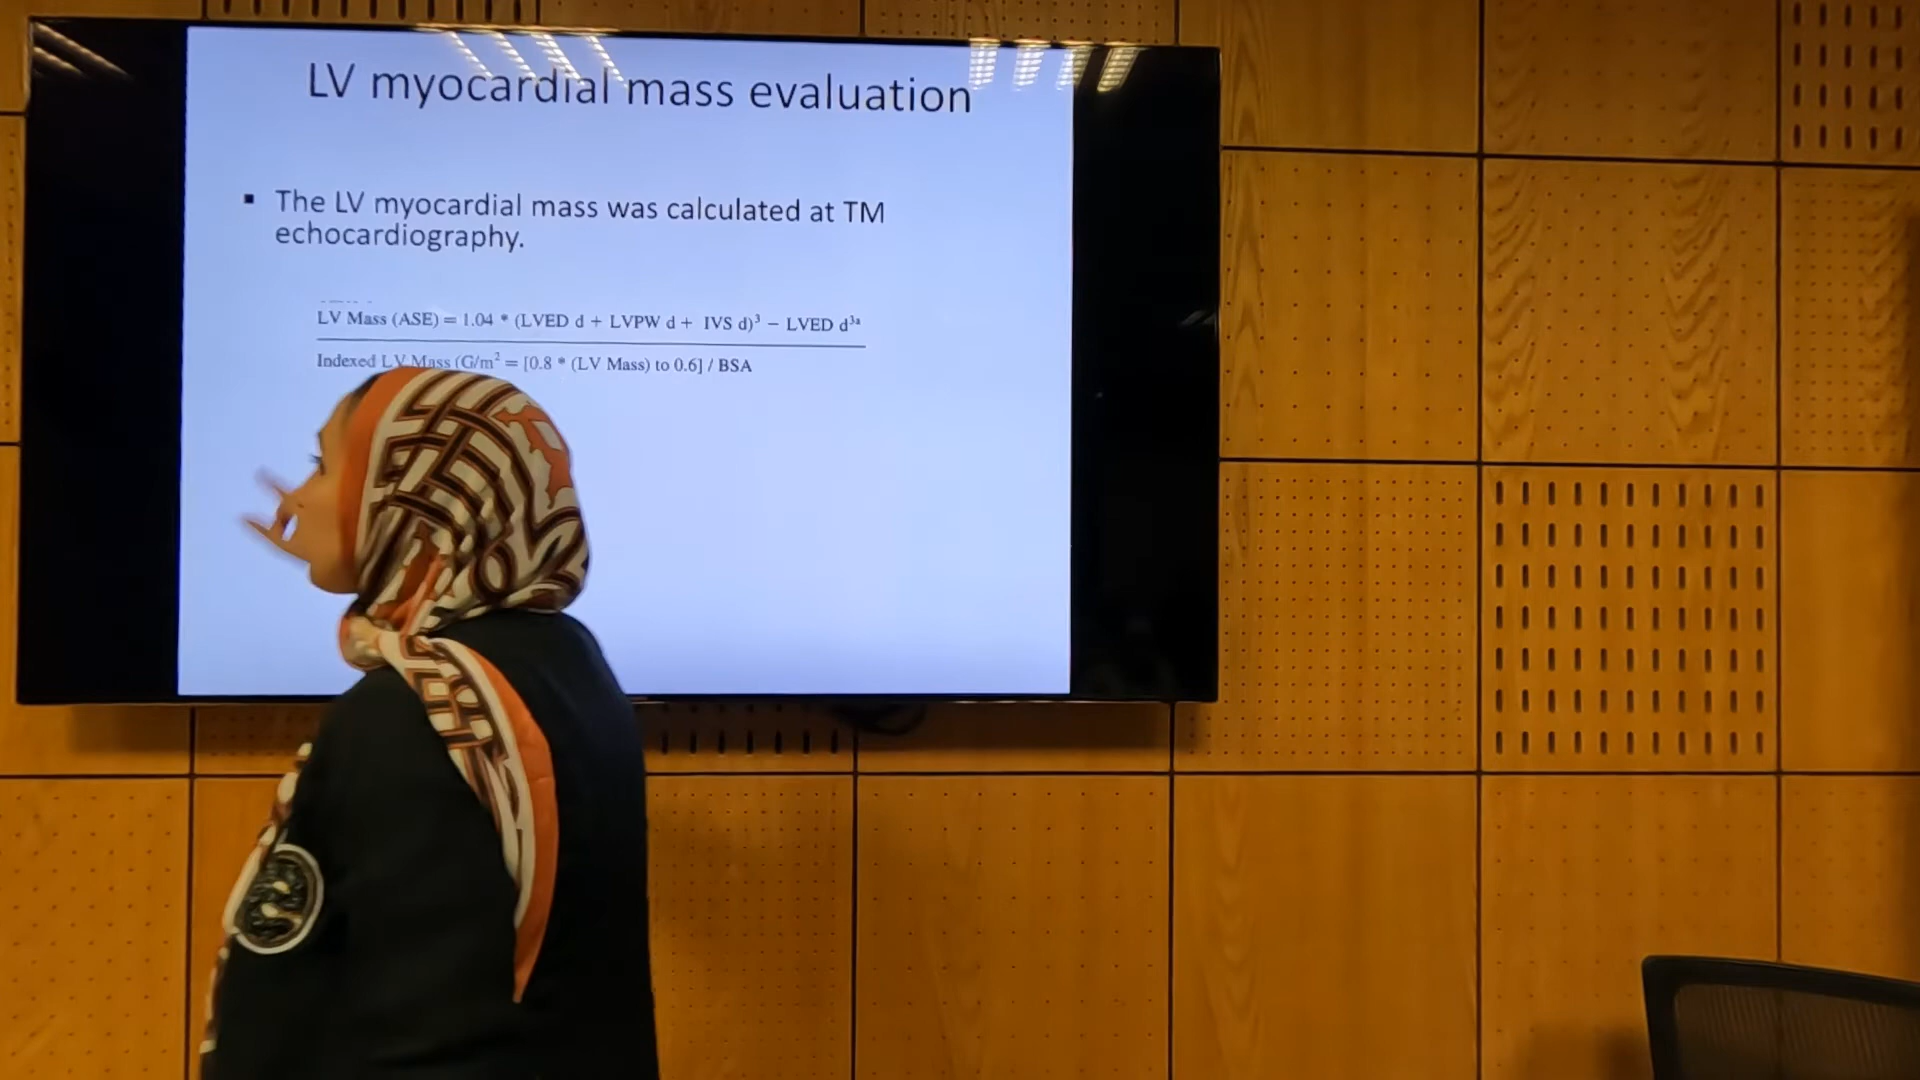 LV myocardial mass evaluation
▪ The LV myocardial mass was calculated at TM
echocardiography.
LV Mass (ASE) = 1.04 * (LVED d + LVPW d + IVS d)³ − LVED d³ᵃ
Indexed LV Mass (G/m² = [0.8 * (LV Mass) to 0.6] / BSA